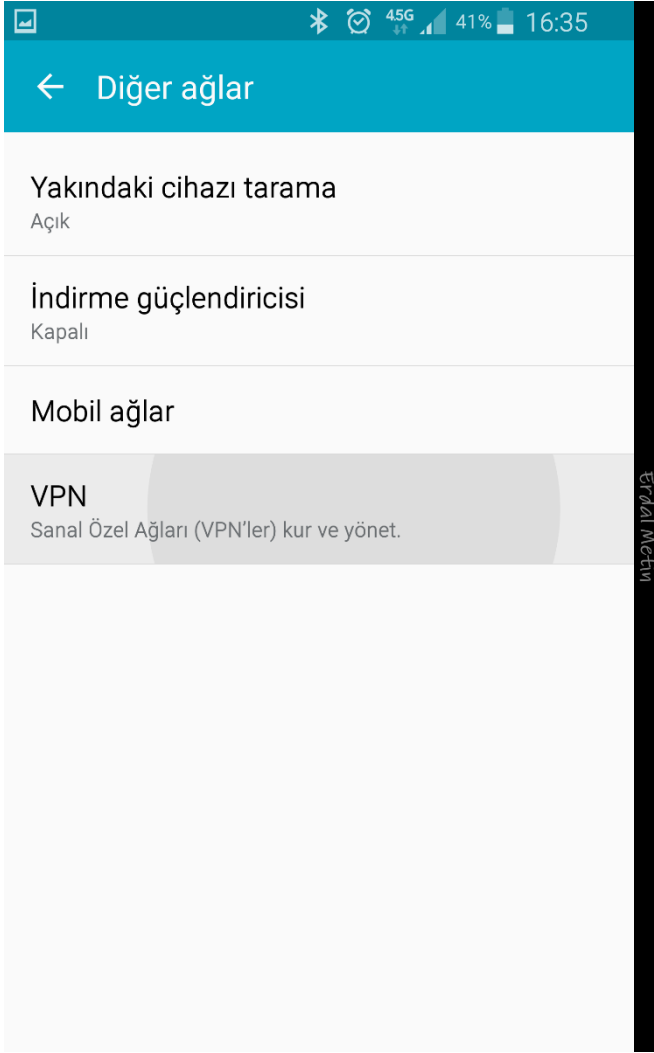 4.5G 41% 16:35
Diğer ağlar
Yakındaki cihazı tarama
Açık
İndirme güçlendiricisi
Kapalı
Mobil ağlar
VPN
Sanal Özel Ağları (VPN'ler) kur ve yönet.
Erdal Metin